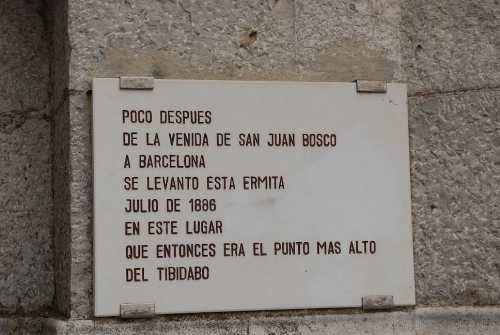 POCO DESPUES
DE LA VENIDA DE SAN JUAN BOSCO
A BARCELONA
SE LEVANTO ESTA ERMITA
JULIO DE 1886
EN ESTE LUGAR
QUE ENTONCES ERA EL PUNTO MAS ALTO
DEL TIBIDABO